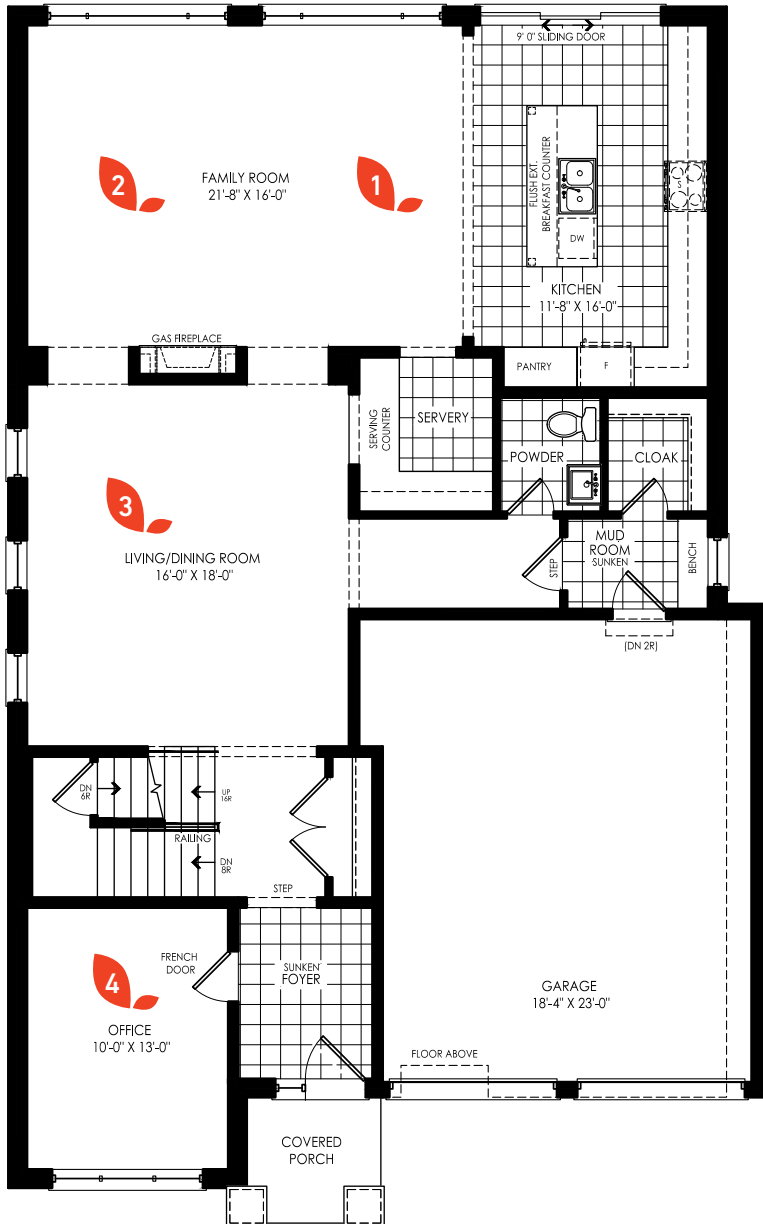 9' 0" SLIDING DOOR
1
2
FAMILY ROOM
21'-8" X 16'-0"
FLUSH EXT.
BREAKFAST COUNTER
S
DW
KITCHEN
11'-8" X 16'-0"
GAS FIREPLACE
PANTRY
F
SERVING
COUNTER
SERVERY
POWDER
CLOAK
3
LIVING/DINING ROOM
16'-0" X 18'-0"
MUD
ROOM
SUNKEN
STEP
BENCH
(DN 2R)
DN
6R
UP
16R
RAILING
DN
8R
STEP
FRENCH
DOOR
SUNKEN
FOYER
4
OFFICE
10'-0" X 13'-0"
GARAGE
18'-4" X 23'-0"
FLOOR ABOVE
COVERED
PORCH